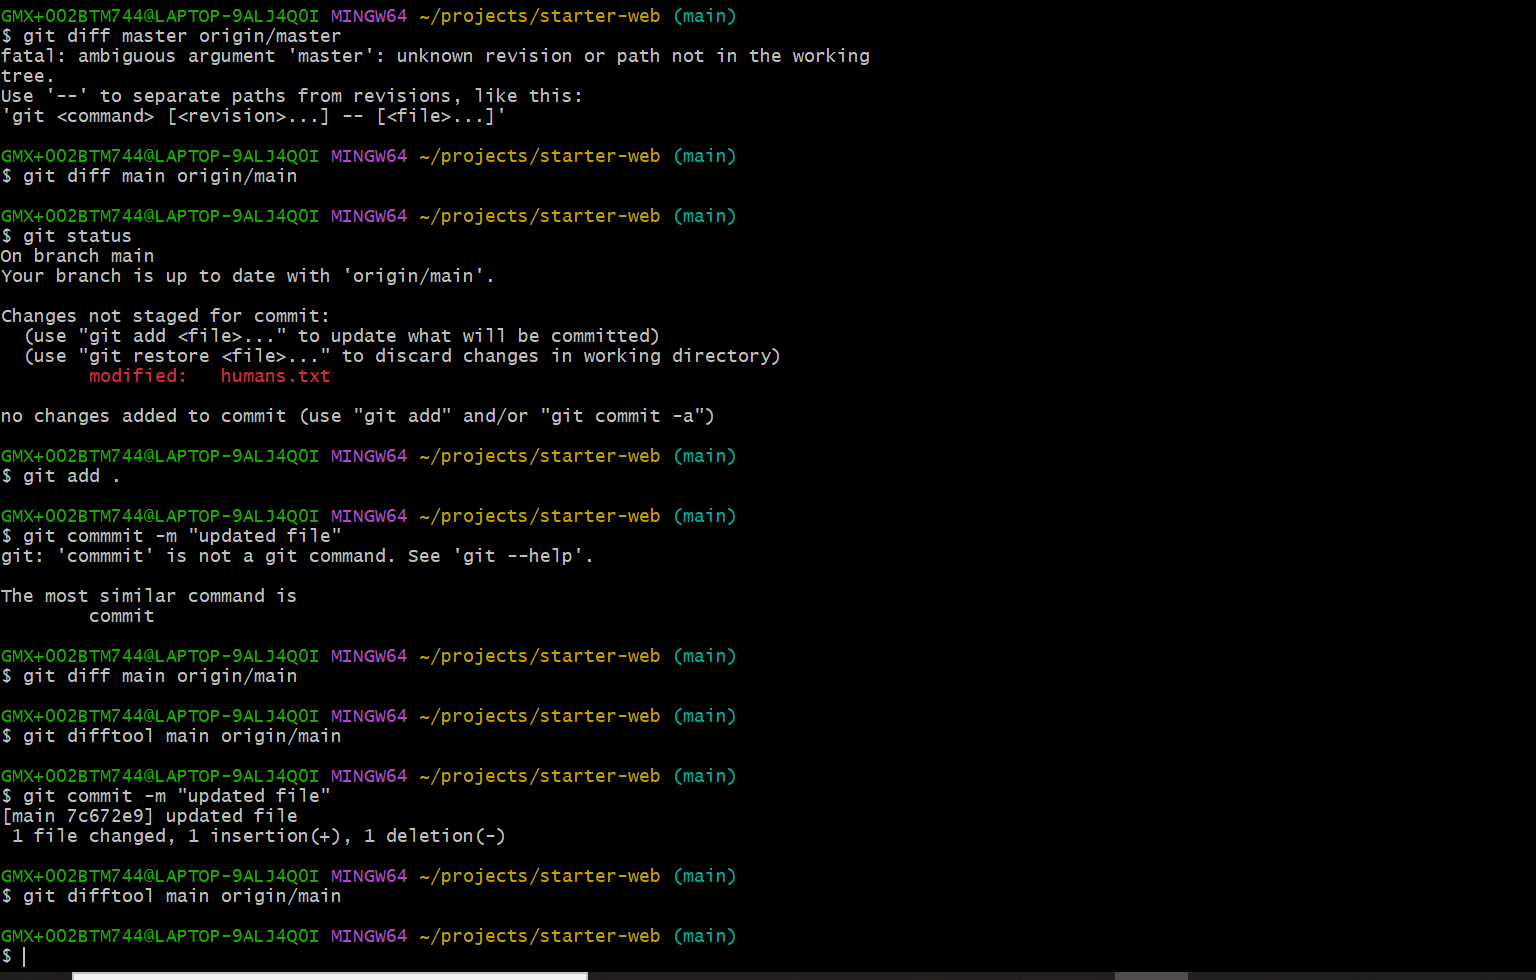 GMX+002BTM744@LAPTOP-9ALJ4Q0I MINGW64 ~/projects/starter-web (main)
$ git diff master origin/master
fatal: ambiguous argument 'master': unknown revision or path not in the working
tree.
Use '--' to separate paths from revisions, like this:
'git <command> [<revision>...] -- [<file>...]'

GMX+002BTM744@LAPTOP-9ALJ4Q0I MINGW64 ~/projects/starter-web (main)
$ git diff main origin/main

GMX+002BTM744@LAPTOP-9ALJ4Q0I MINGW64 ~/projects/starter-web (main)
$ git status
On branch main
Your branch is up to date with 'origin/main'.

Changes not staged for commit:
  (use "git add <file>..." to update what will be committed)
  (use "git restore <file>..." to discard changes in working directory)
        modified:   humans.txt

no changes added to commit (use "git add" and/or "git commit -a")

GMX+002BTM744@LAPTOP-9ALJ4Q0I MINGW64 ~/projects/starter-web (main)
$ git add .

GMX+002BTM744@LAPTOP-9ALJ4Q0I MINGW64 ~/projects/starter-web (main)
$ git commmit -m "updated file"
git: 'commmit' is not a git command. See 'git --help'.

The most similar command is
        commit

GMX+002BTM744@LAPTOP-9ALJ4Q0I MINGW64 ~/projects/starter-web (main)
$ git diff main origin/main

GMX+002BTM744@LAPTOP-9ALJ4Q0I MINGW64 ~/projects/starter-web (main)
$ git difftool main origin/main

GMX+002BTM744@LAPTOP-9ALJ4Q0I MINGW64 ~/projects/starter-web (main)
$ git commit -m "updated file"
[main 7c672e9] updated file
 1 file changed, 1 insertion(+), 1 deletion(-)

GMX+002BTM744@LAPTOP-9ALJ4Q0I MINGW64 ~/projects/starter-web (main)
$ git difftool main origin/main

GMX+002BTM744@LAPTOP-9ALJ4Q0I MINGW64 ~/projects/starter-web (main)
$